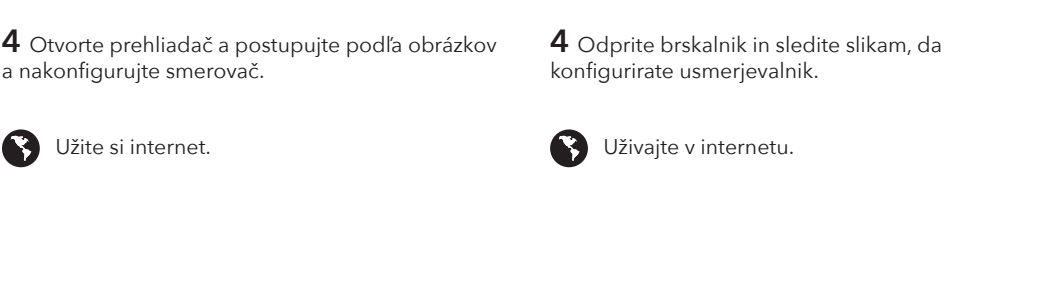 4 Otvorte prehliadač a postupujte podľa obrázkov
a nakonfigurujte smerovač.
Užite si internet.
4 Odprite brskalnik in sledite slikam, da
konfigurirate usmerjevalnik.
Uživajte v internetu.